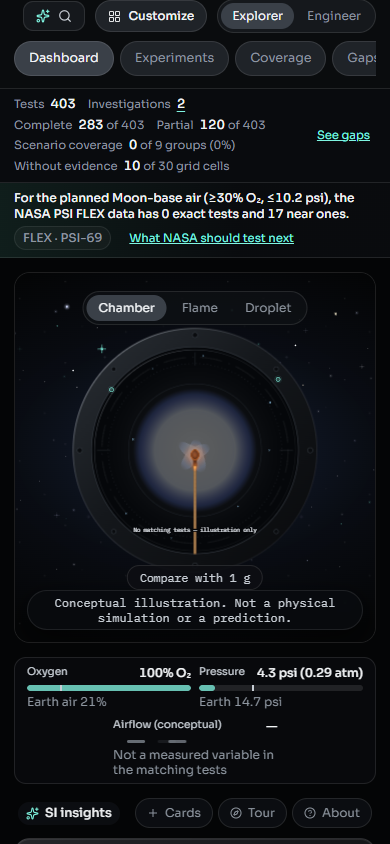 Customize
Explorer
Engineer
Dashboard
Experiments
Coverage
Gaps
Tests 403 Investigations 2
Complete 283 of 403 Partial 120 of 403
Scenario coverage 0 of 9 groups (0%)
Without evidence 10 of 30 grid cells
See gaps
For the planned Moon-base air (≥30% O₂, ≤10.2 psi), the
NASA PSI FLEX data has 0 exact tests and 17 near ones.
FLEX · PSI-69
What NASA should test next
Chamber
Flame
Droplet
No matching tests — illustration only
Compare with 1 g
Conceptual illustration. Not a physical
simulation or a prediction.
Oxygen 100% O₂
Earth air 21%
Pressure 4.3 psi (0.29 atm)
Earth 14.7 psi
Airflow (conceptual) —
Not a measured variable in
the matching tests
SI insights
+ Cards
Tour
About